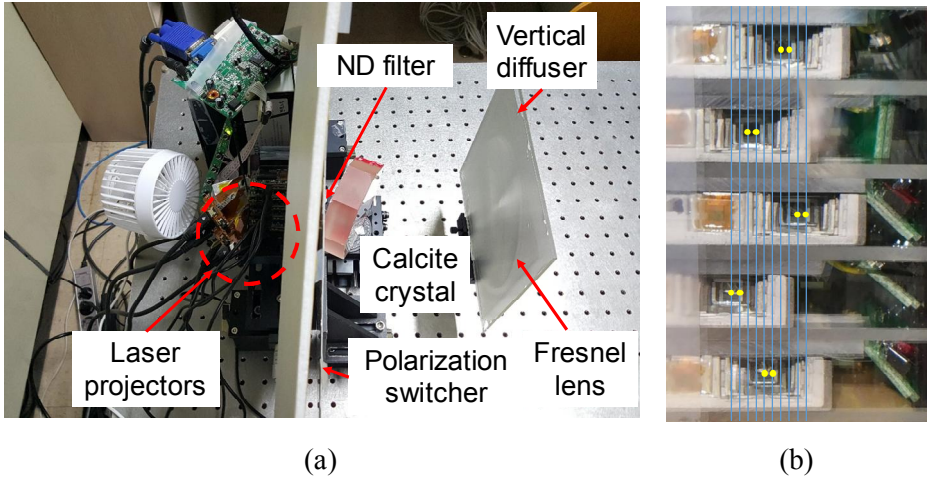 ND filter
Vertical
diffuser
Calcite
crystal
Laser
projectors
Polarization
switcher
Fresnel
lens
(a)
(b)